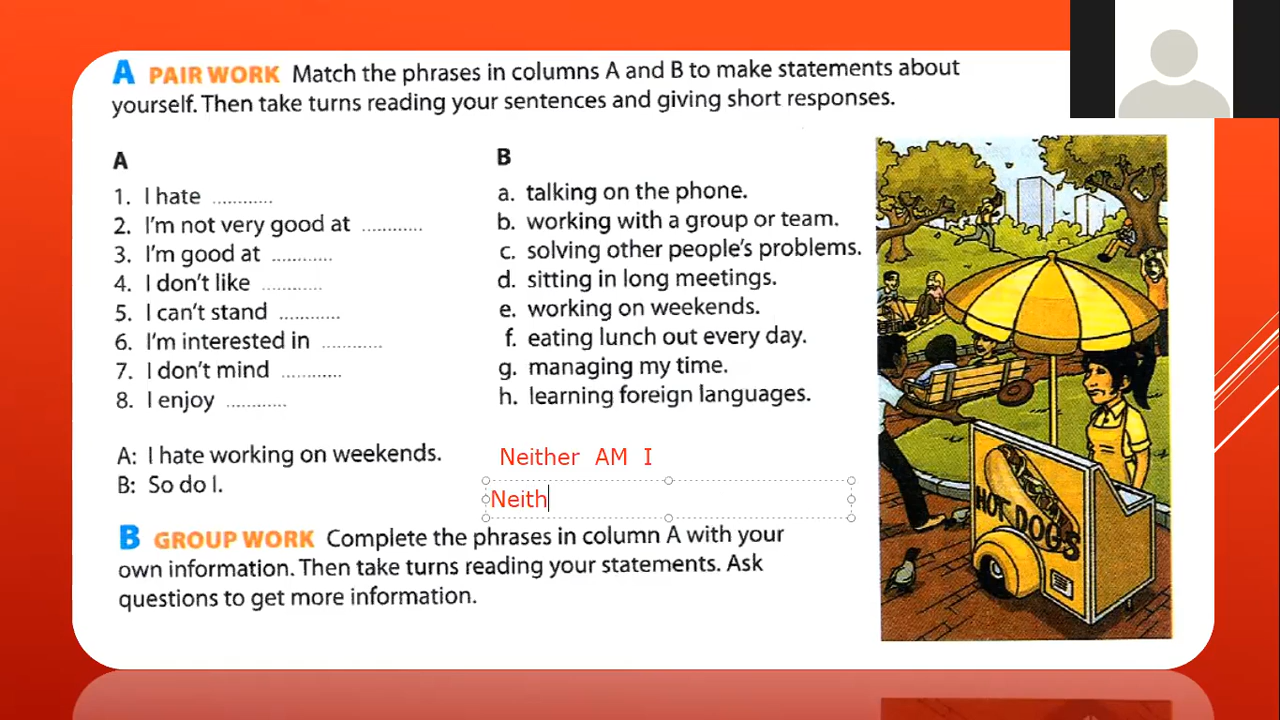 A PAIR WORK Match the phrases in columns A and B to make statements about
yourself. Then take turns reading your sentences and giving short responses.
A
1. I hate ............
2. I'm not very good at ............
3. I'm good at ............
4. I don't like ............
5. I can't stand ............
6. I'm interested in ............
7. I don't mind ............
8. I enjoy ............
B
a. talking on the phone.
b. working with a group or team.
c. solving other people's problems.
d. sitting in long meetings.
e. working on weekends.
f. eating lunch out every day.
g. managing my time.
h. learning foreign languages.
A: I hate working on weekends.
B: So do I.
Neither AM I
Neith
B GROUP WORK Complete the phrases in column A with your
own information. Then take turns reading your statements. Ask
questions to get more information.
HOT DOGS